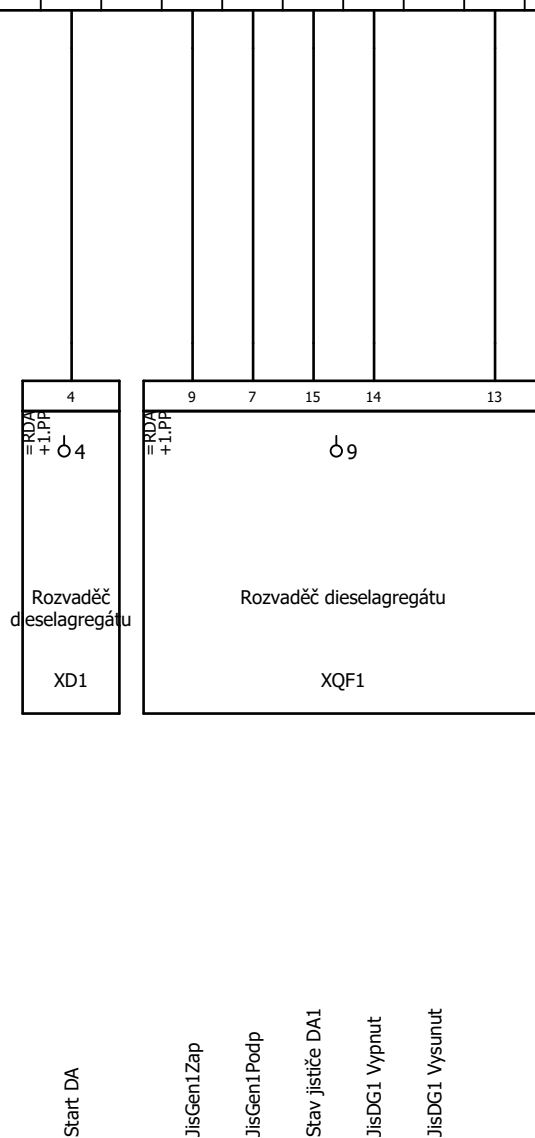 4
9 7 15 14 13
=RDA
+1.PP
4
=RDA
+1.PP
9
Rozvaděč
dieselagregátu
Rozvaděč dieselagregátu
XD1
XQF1
Start DA
JisGen1Zap
JisGen1Podp
Stav jističe DA1
JisDG1 Vypnut
JisDG1 Vysunut